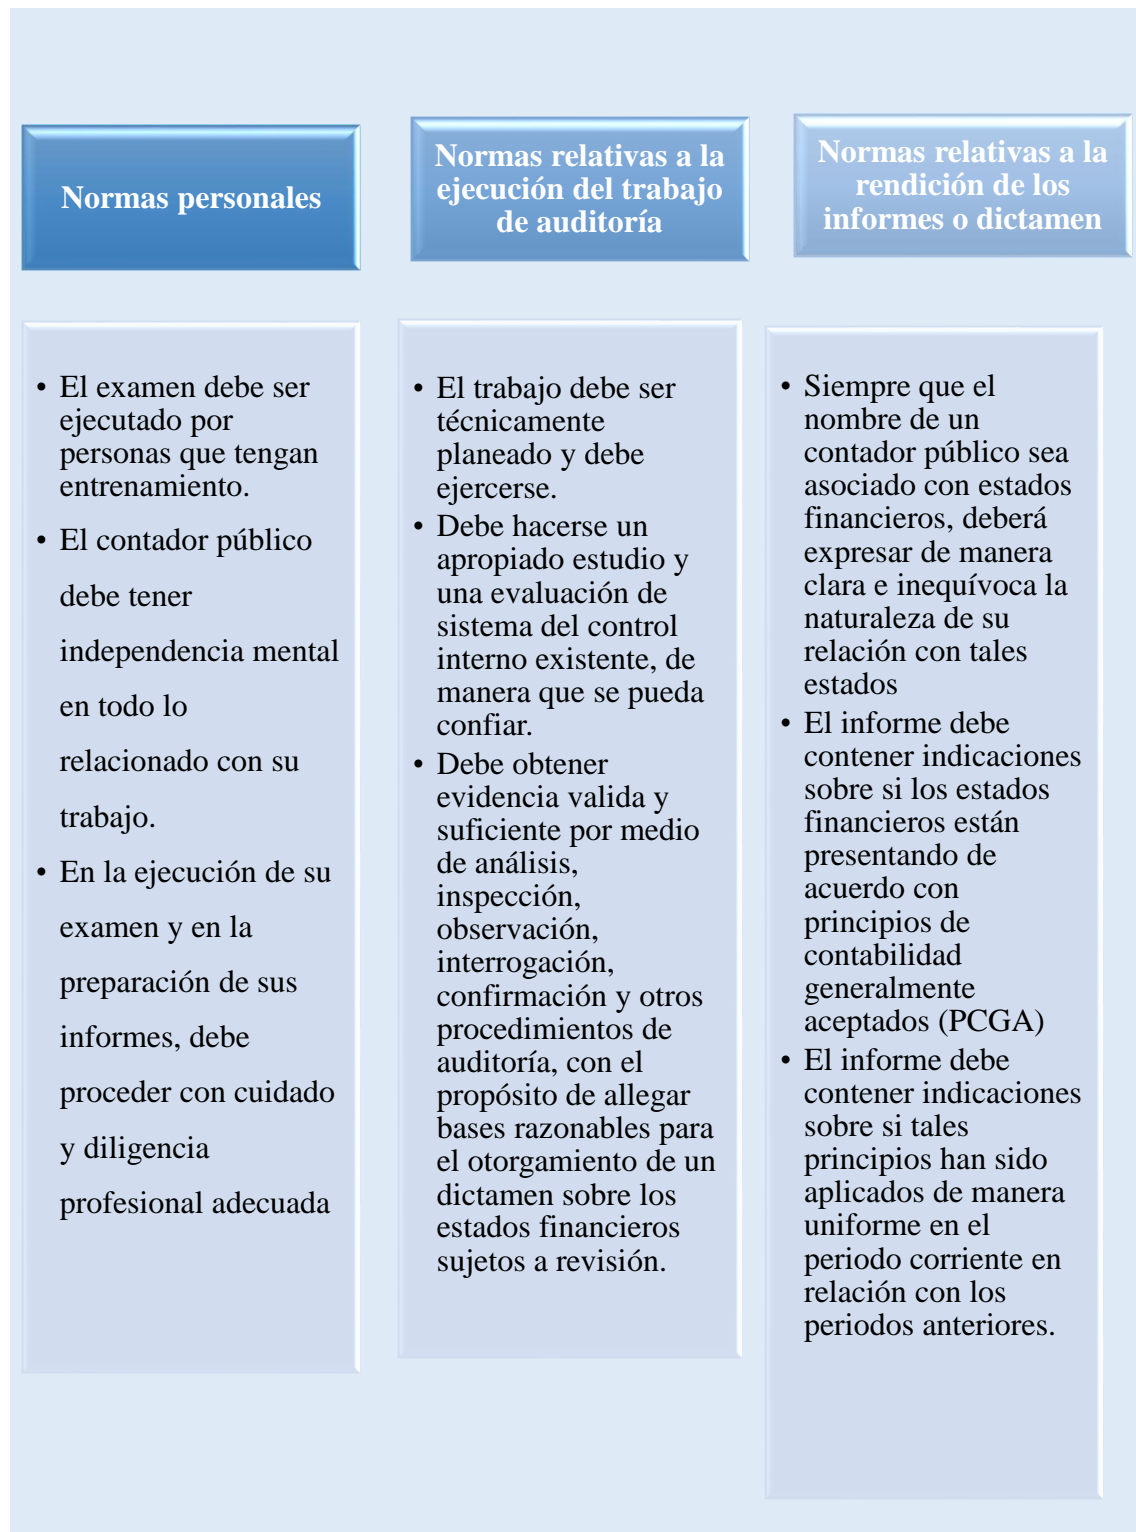 Normas personales
Normas relativas a la
ejecución del trabajo
de auditoría
Normas relativas a la
rendición de los
informes o dictamen
• El examen debe ser
ejecutado por
personas que tengan
entrenamiento.
• El contador público
debe tener
independencia mental
en todo lo
relacionado con su
trabajo.
• En la ejecución de su
examen y en la
preparación de sus
informes, debe
proceder con cuidado
y diligencia
profesional adecuada
• El trabajo debe ser
técnicamente
planeado y debe
ejercerse.
• Debe hacerse un
apropiado estudio y
una evaluación de
sistema del control
interno existente, de
manera que se pueda
confiar.
• Debe obtener
evidencia valida y
suficiente por medio
de análisis,
inspección,
observación,
interrogación,
confirmación y otros
procedimientos de
auditoría, con el
propósito de allegar
bases razonables para
el otorgamiento de un
dictamen sobre los
estados financieros
sujetos a revisión.
• Siempre que el
nombre de un
contador público sea
asociado con estados
financieros, deberá
expresar de manera
clara e inequívoca la
naturaleza de su
relación con tales
estados
• El informe debe
contener indicaciones
sobre si los estados
financieros están
presentando de
acuerdo con
principios de
contabilidad
generalmente
aceptados (PCGA)
• El informe debe
contener indicaciones
sobre si tales
principios han sido
aplicados de manera
uniforme en el
periodo corriente en
relación con los
periodos anteriores.